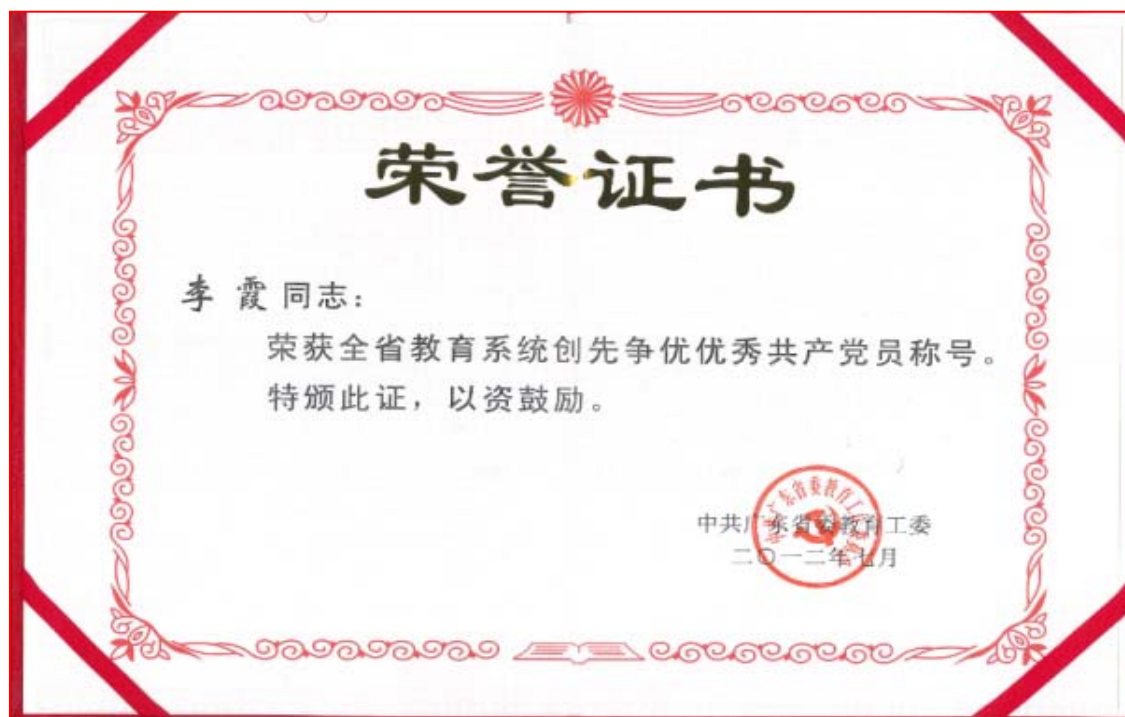 荣誉证书
李霞同志：
荣获全省教育系统创先争优优秀共产党员称号。
特颁此证，以资鼓励。
中共广东省委教育工委
二〇一二年七月